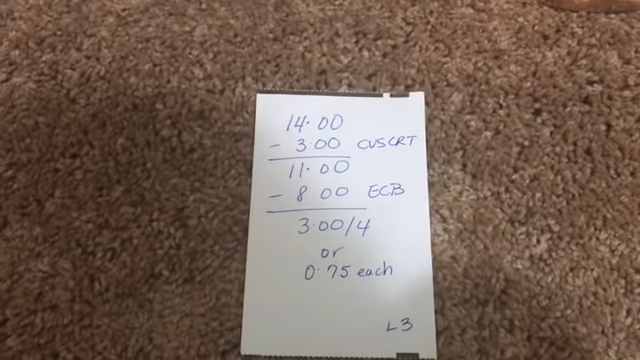 14.00
- 3.00 CVSCRT
11.00
- 8 00 ECB
3.00/4
or
0.75 each
L3